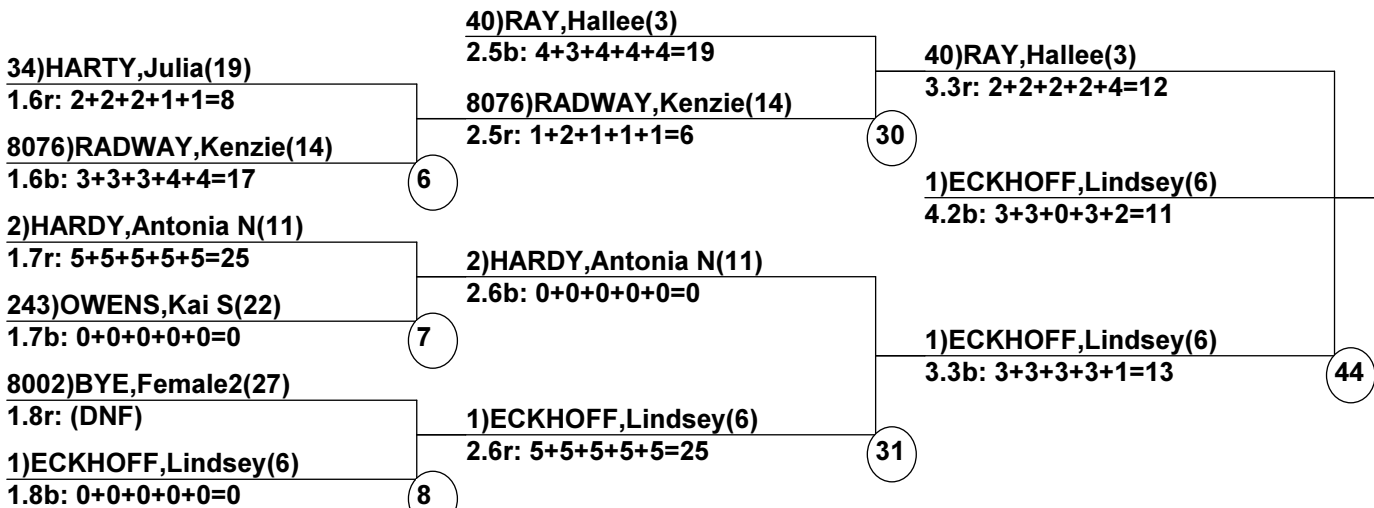 34)HARTY,Julia(19)
1.6r: 2+2+2+1+1=8
8076)RADWAY,Kenzie(14)
1.6b: 3+3+3+4+4=17
6
2)HARDY,Antonia N(11)
1.7r: 5+5+5+5+5=25
243)OWENS,Kai S(22)
1.7b: 0+0+0+0+0=0
7
8002)BYE,Female2(27)
1.8r: (DNF)
1)ECKHOFF,Lindsey(6)
1.8b: 0+0+0+0+0=0
8
40)RAY,Hallee(3)
2.5b: 4+3+4+4+4=19
8076)RADWAY,Kenzie(14)
2.5r: 1+2+1+1+1=6
30
2)HARDY,Antonia N(11)
2.6b: 0+0+0+0+0=0
1)ECKHOFF,Lindsey(6)
2.6r: 5+5+5+5+5=25
31
40)RAY,Hallee(3)
3.3r: 2+2+2+2+4=12
1)ECKHOFF,Lindsey(6)
4.2b: 3+3+0+3+2=11
1)ECKHOFF,Lindsey(6)
3.3b: 3+3+3+3+1=13
44